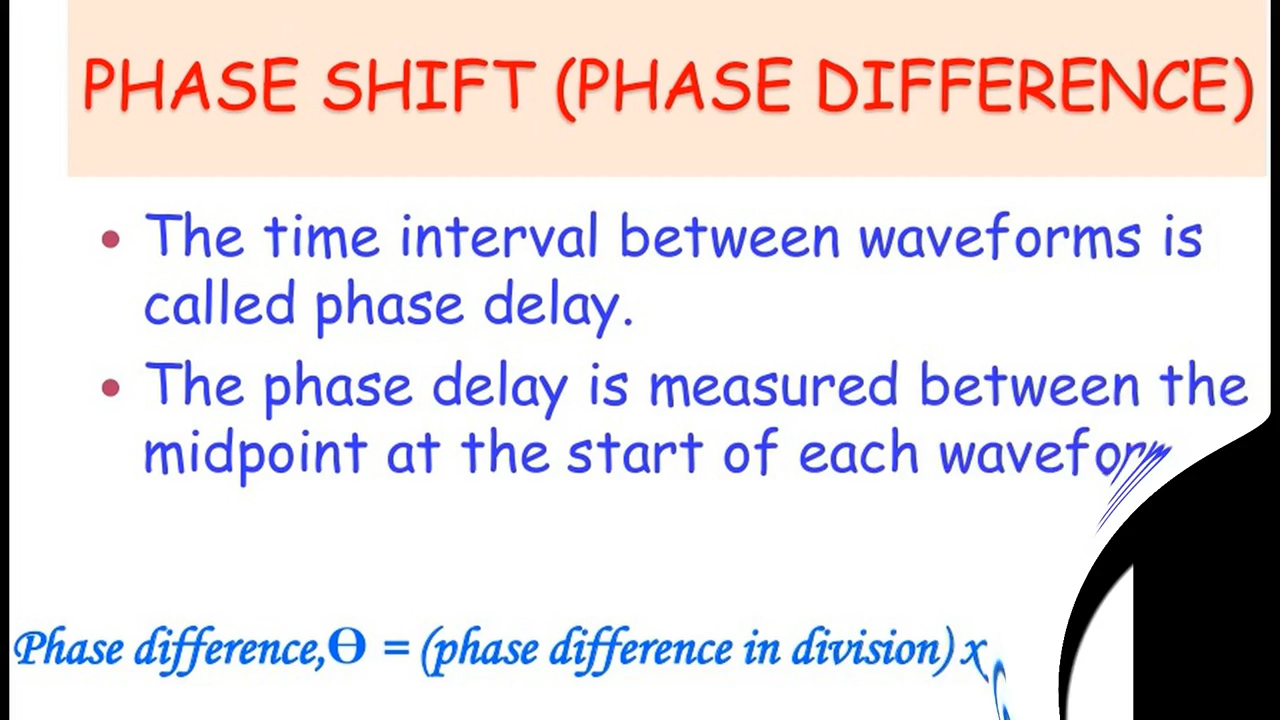 PHASE SHIFT (PHASE DIFFERENCE)
• The time interval between waveforms is
called phase delay.
• The phase delay is measured between the
midpoint at the start of each
Phase difference,Θ = (phase difference in division) x